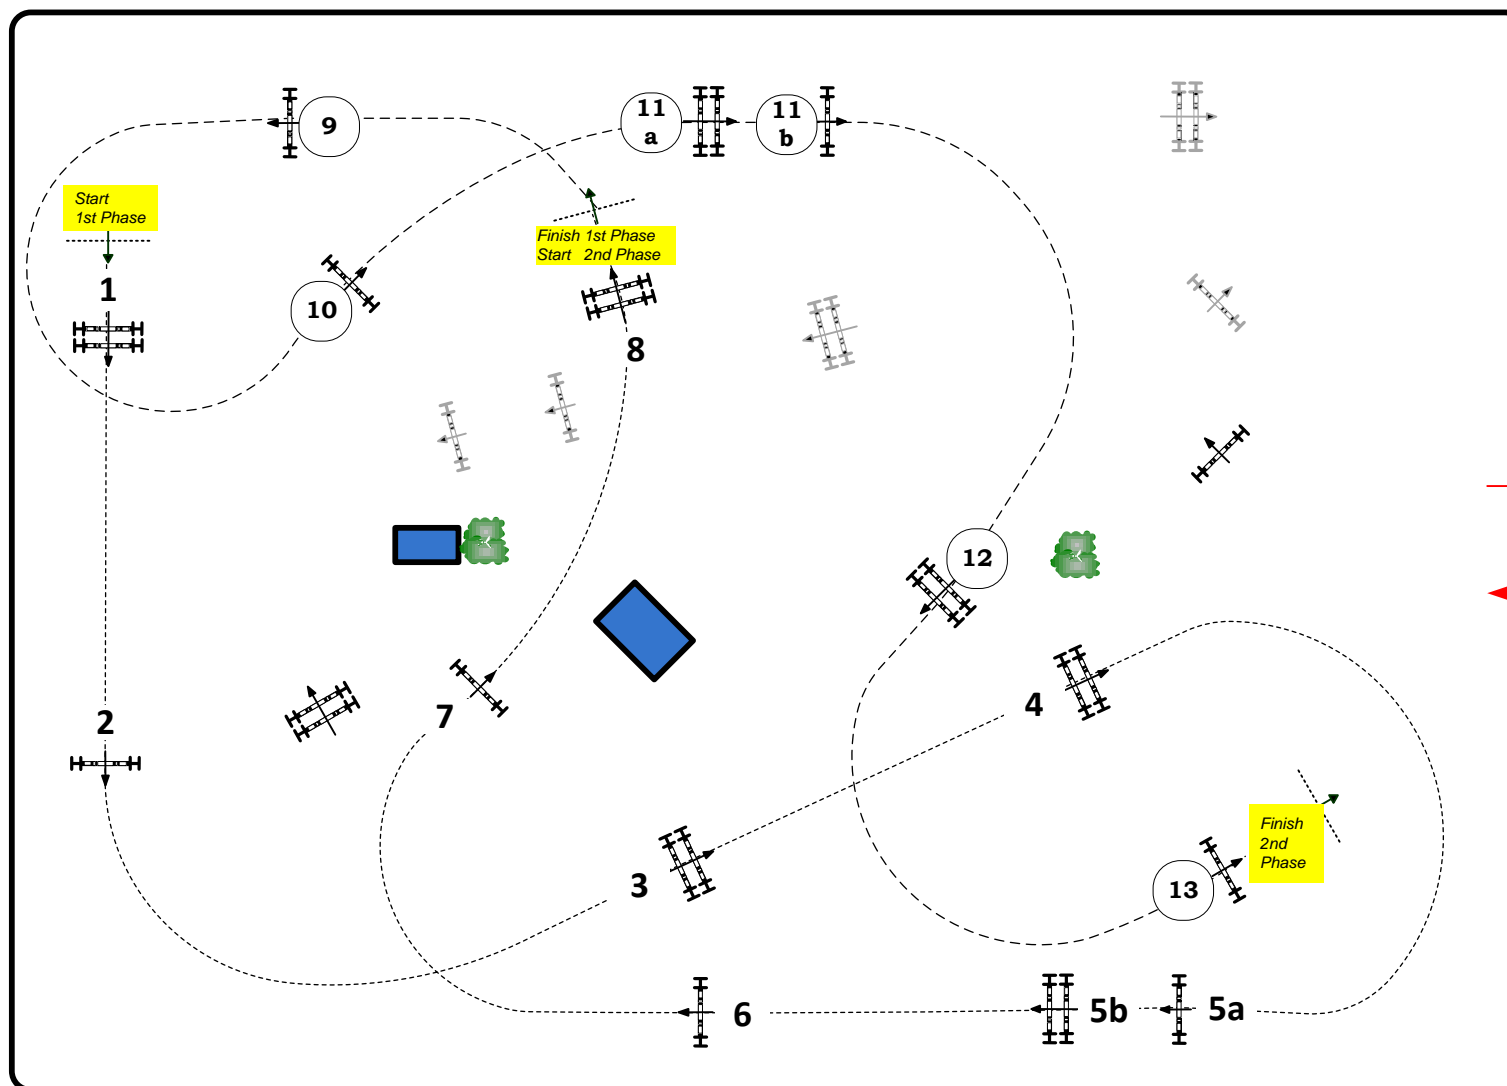 9
11
a
11
b
Start
1st Phase
Finish 1st Phase
Start 2nd Phase
1
10
8
12
2
7
4
3
Finish
2nd
Phase
13
6
5b
5a